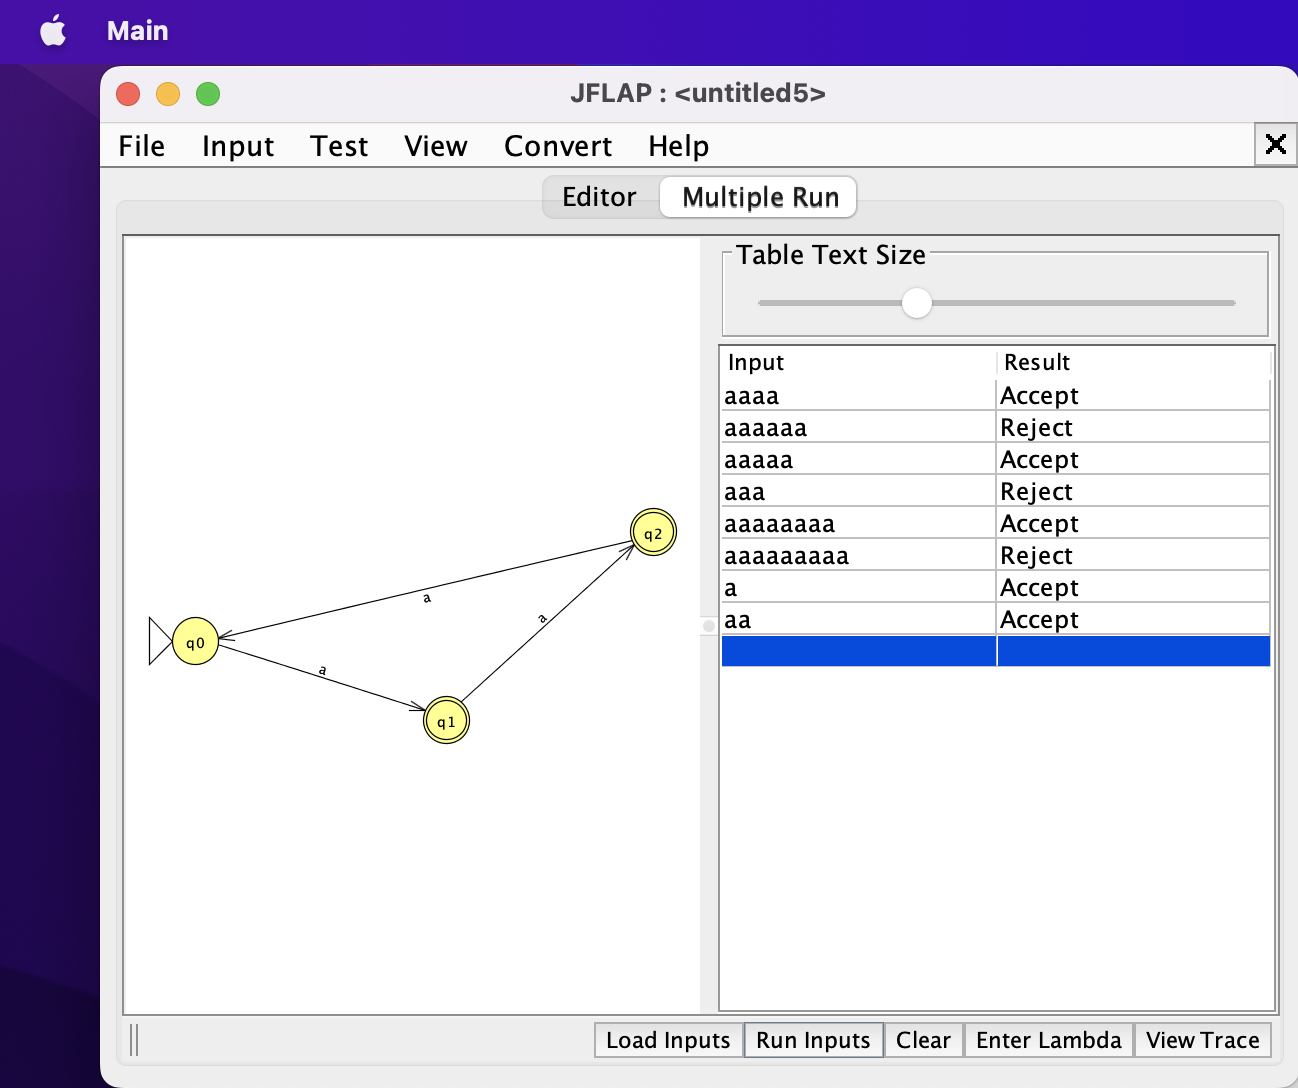 Main
JFLAP : <untitled5>
File Input Test View Convert Help
Editor Multiple Run
Table Text Size
Input Result
aaaa Accept
aaaaaa Reject
aaaaa Accept
aaa Reject
aaaaaaaa Accept
aaaaaaaaa Reject
a Accept
aa Accept
q2
a
a
q0
a
q1
Load Inputs Run Inputs Clear Enter Lambda View Trace